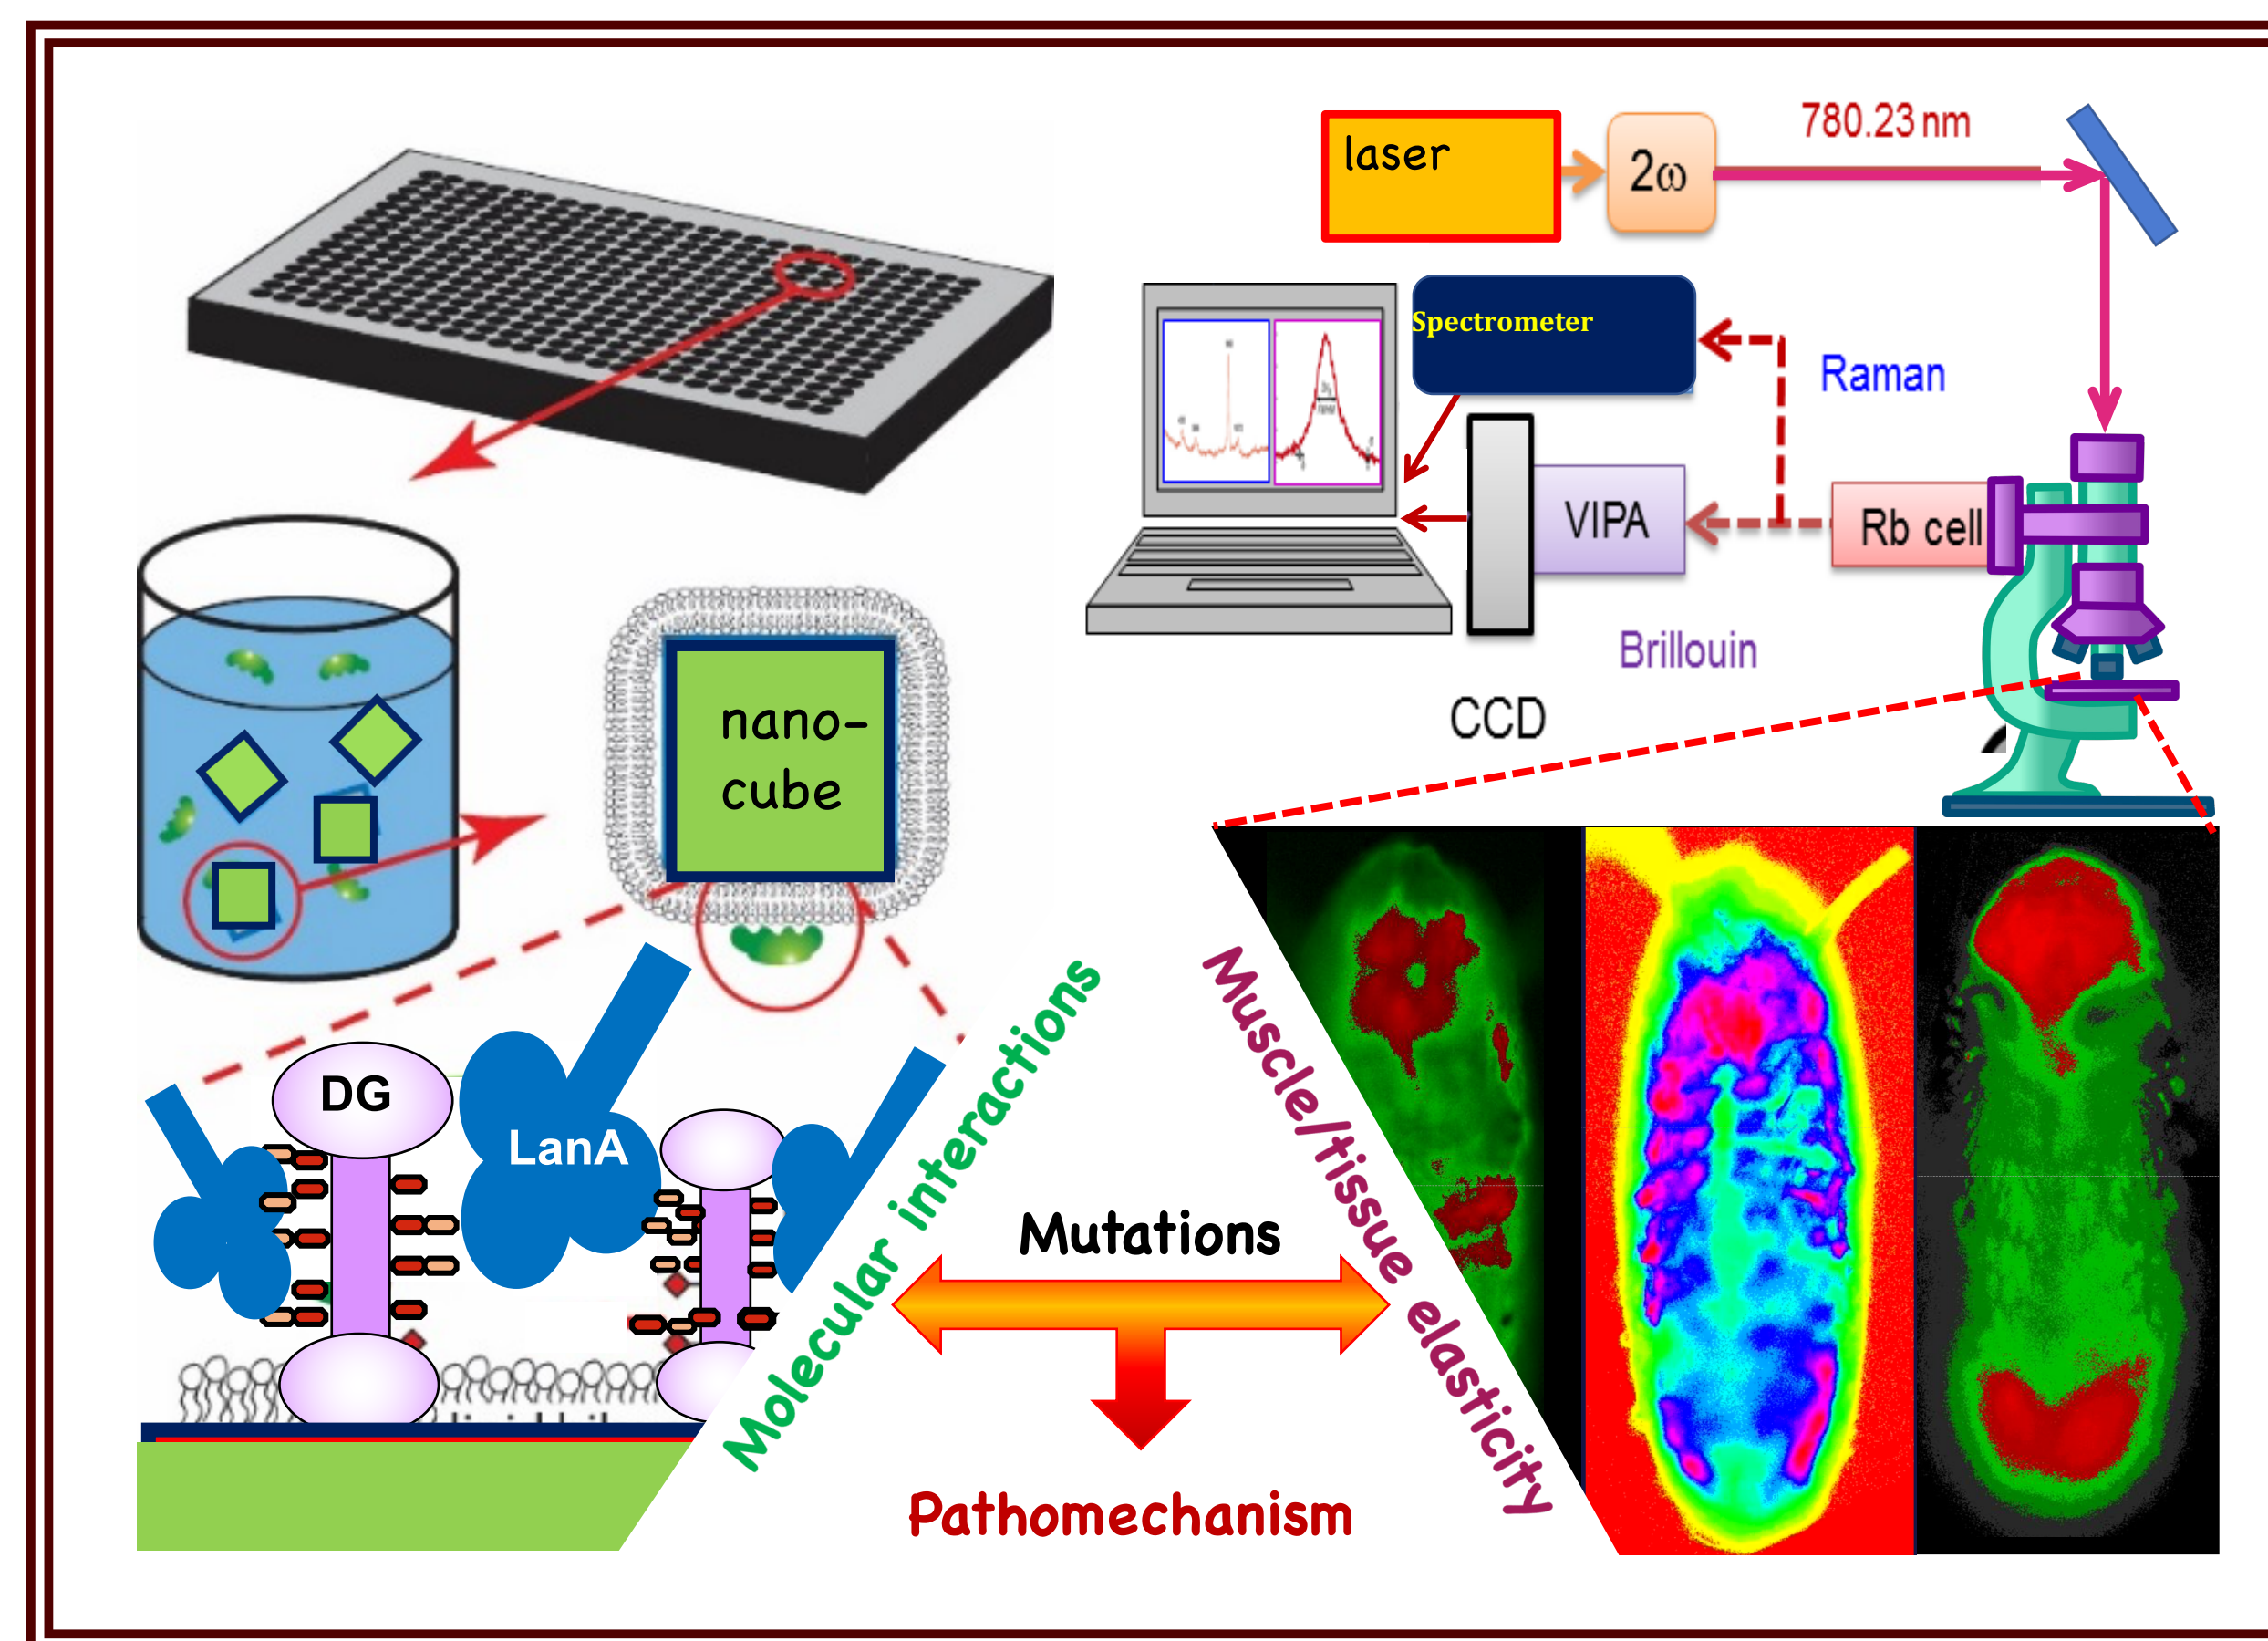 laser
2ω
780.23 nm
Spectrometer
Raman
VIPA
Rb cell
Brillouin
CCD
nano-
cube
DG
LanA
Molecular interactions
Muscle/tissue elasticity
Mutations
Pathomechanism